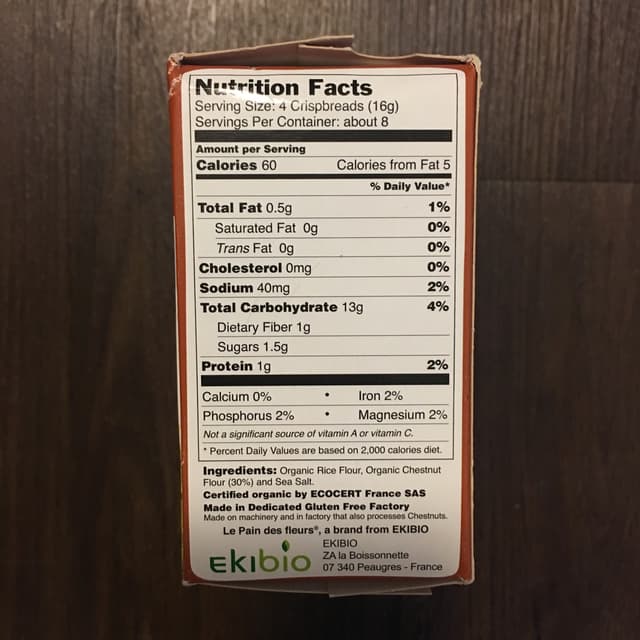 Nutrition Facts
Serving Size: 4 Crispbreads (16g)
Servings Per Container: about 8
Amount per Serving
Calories 60 Calories from Fat 5
% Daily Value*
Total Fat 0.5g 1%
Saturated Fat 0g 0%
Trans Fat 0g 0%
Cholesterol 0mg 0%
Sodium 40mg 2%
Total Carbohydrate 13g 4%
Dietary Fiber 1g
Sugars 1.5g
Protein 1g 2%
Calcium 0% • Iron 2%
Phosphorus 2% • Magnesium 2%
Not a significant source of vitamin A or vitamin C.
* Percent Daily Values are based on 2,000 calories diet.
Ingredients: Organic Rice Flour, Organic Chestnut
Flour (30%) and Sea Salt.
Certified organic by ECOCERT France SAS
Made in Dedicated Gluten Free Factory
Made on machinery and in factory that also processes Chestnuts.
Le Pain des fleurs®, a brand from EKIBIO
Ekibio
EKIBIO
ZA la Boissonnette
07 340 Peaugres - France